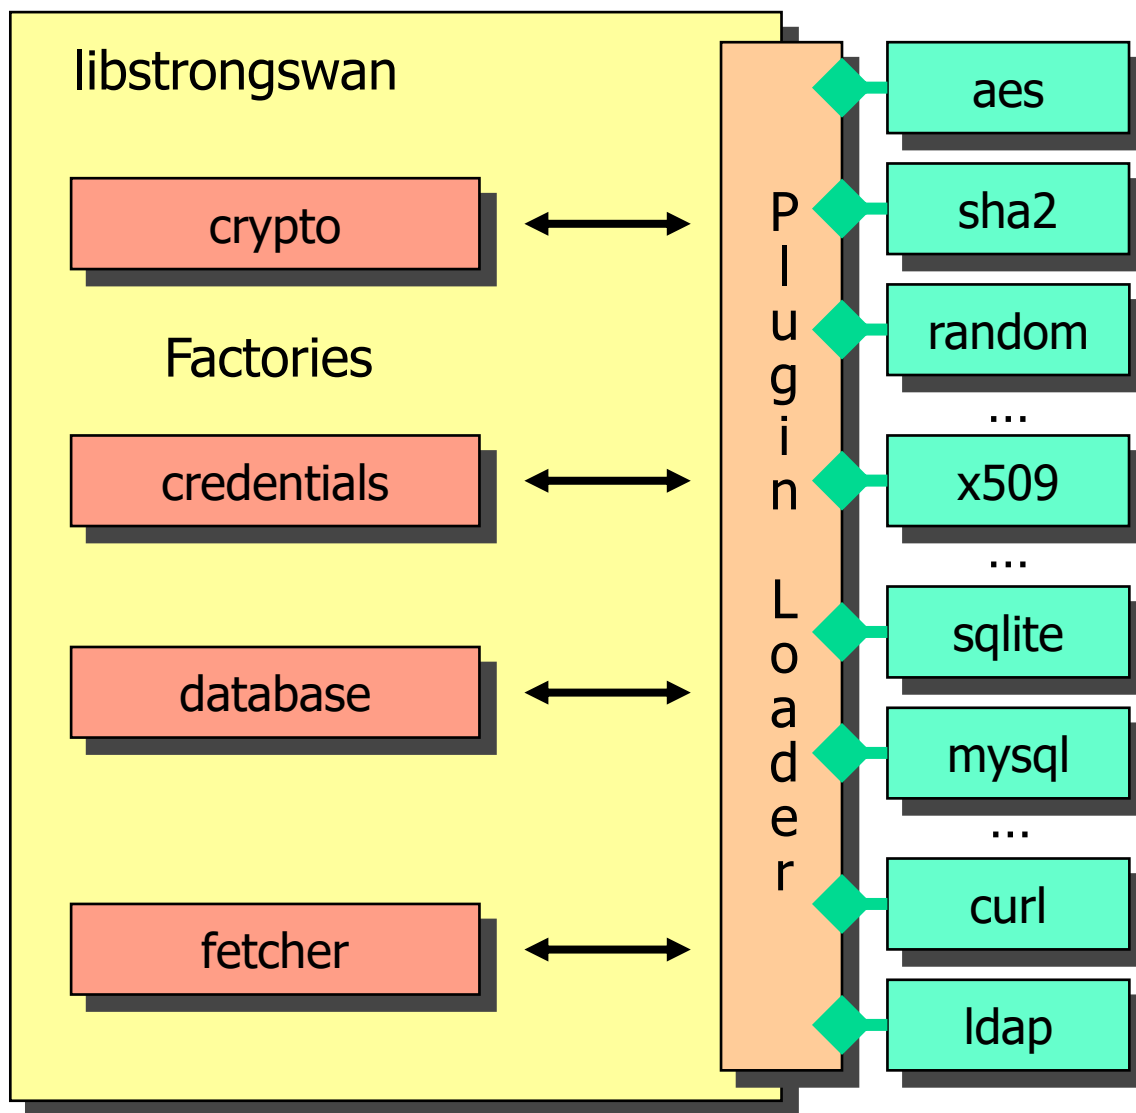 libstrongswan
crypto
Factories
credentials
database
fetcher
Plugin Loader
aes
sha2
random
...
x509
...
sqlite
mysql
...
curl
ldap